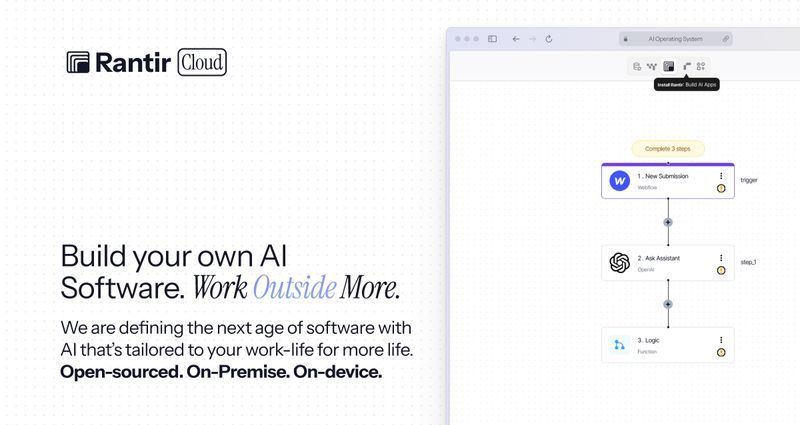 Rantir Cloud
AI Operating System
Install Rantir: Build AI Apps
Complete 3 steps
1. New Submission
Webflow
trigger
2. Ask Assistant
OpenAI
step_1
3. Logic
Function
Build your own AI
Software. Work Outside More.
We are defining the next age of software with
AI that's tailored to your work-life for more life.
Open-sourced. On-Premise. On-device.